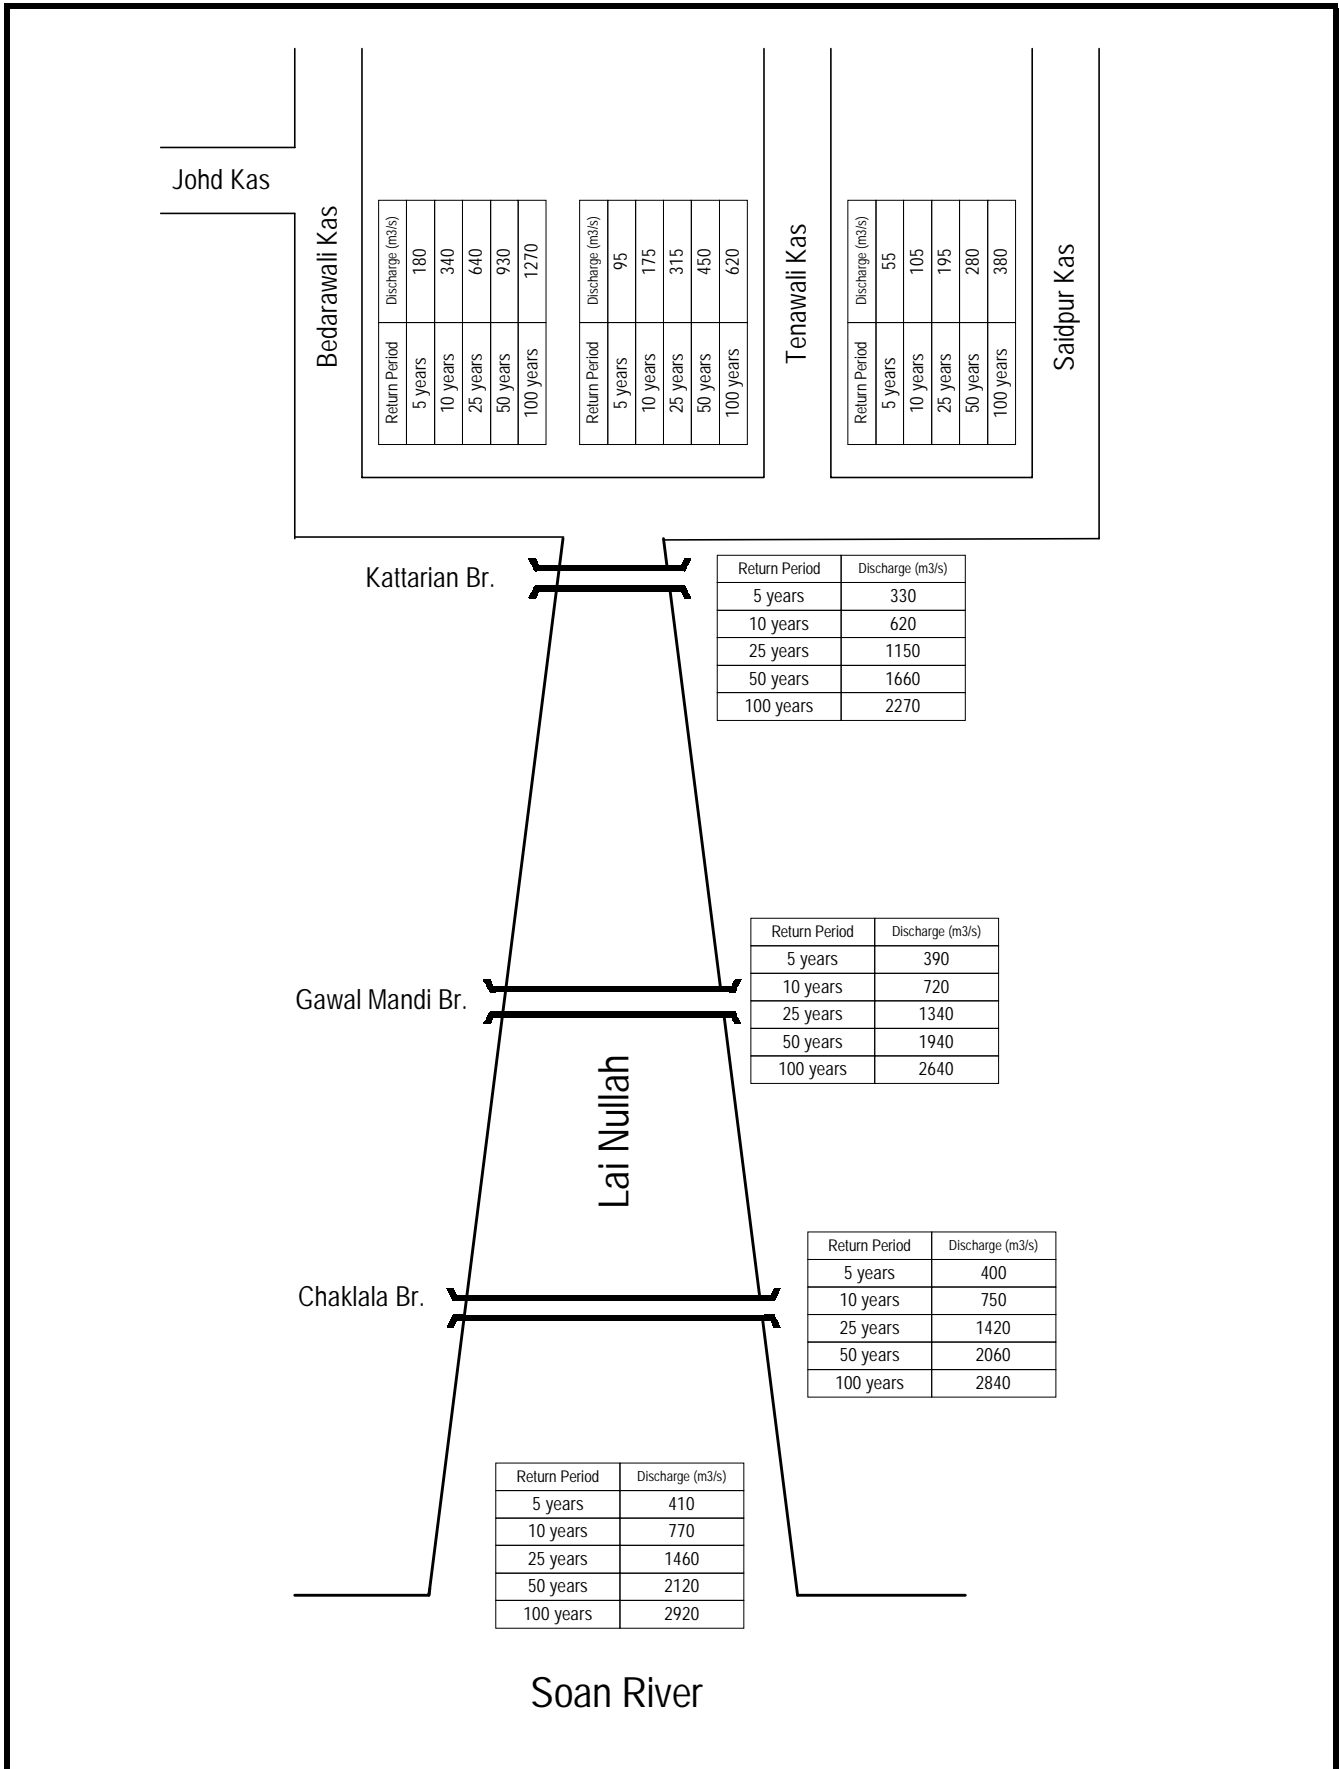 Johd Kas
Bedarawali Kas
Return Period Discharge (m3/s)
5 years 180
10 years 340
25 years 640
50 years 930
100 years 1270
Return Period Discharge (m3/s)
5 years 95
10 years 175
25 years 315
50 years 450
100 years 620
Tenawali Kas
Return Period Discharge (m3/s)
5 years 55
10 years 105
25 years 195
50 years 280
100 years 380
Saidpur Kas
Kattarian Br.
Return Period Discharge (m3/s)
5 years 330
10 years 620
25 years 1150
50 years 1660
100 years 2270
Gawal Mandi Br.
Return Period Discharge (m3/s)
5 years 390
10 years 720
25 years 1340
50 years 1940
100 years 2640
Lai Nullah
Chaklala Br.
Return Period Discharge (m3/s)
5 years 400
10 years 750
25 years 1420
50 years 2060
100 years 2840
Return Period Discharge (m3/s)
5 years 410
10 years 770
25 years 1460
50 years 2120
100 years 2920
Soan River